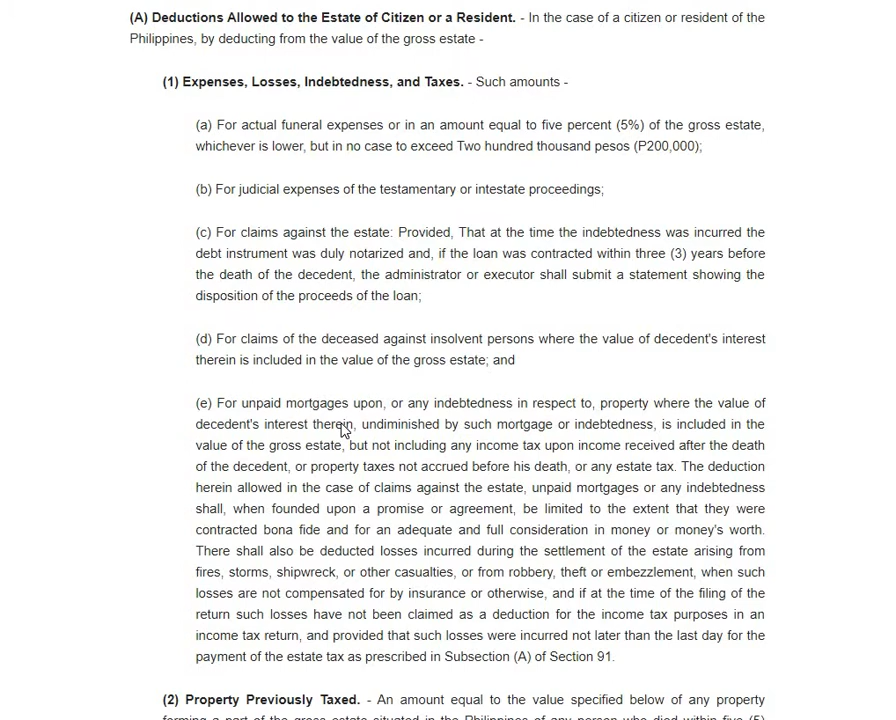 (A) Deductions Allowed to the Estate of Citizen or a Resident. - In the case of a citizen or resident of the
Philippines, by deducting from the value of the gross estate -
(1) Expenses, Losses, Indebtedness, and Taxes. - Such amounts -
(a) For actual funeral expenses or in an amount equal to five percent (5%) of the gross estate,
whichever is lower, but in no case to exceed Two hundred thousand pesos (P200,000);
(b) For judicial expenses of the testamentary or intestate proceedings;
(c) For claims against the estate: Provided, That at the time the indebtedness was incurred the
debt instrument was duly notarized and, if the loan was contracted within three (3) years before
the death of the decedent, the administrator or executor shall submit a statement showing the
disposition of the proceeds of the loan;
(d) For claims of the deceased against insolvent persons where the value of decedent's interest
therein is included in the value of the gross estate; and
(e) For unpaid mortgages upon, or any indebtedness in respect to, property where the value of
decedent's interest therein, undiminished by such mortgage or indebtedness, is included in the
value of the gross estate, but not including any income tax upon income received after the death
of the decedent, or property taxes not accrued before his death, or any estate tax. The deduction
herein allowed in the case of claims against the estate, unpaid mortgages or any indebtedness
shall, when founded upon a promise or agreement, be limited to the extent that they were
contracted bona fide and for an adequate and full consideration in money or money's worth.
There shall also be deducted losses incurred during the settlement of the estate arising from
fires, storms, shipwreck, or other casualties, or from robbery, theft or embezzlement, when such
losses are not compensated for by insurance or otherwise, and if at the time of the filing of the
return such losses have not been claimed as a deduction for the income tax purposes in an
income tax return, and provided that such losses were incurred not later than the last day for the
payment of the estate tax as prescribed in Subsection (A) of Section 91.
(2) Property Previously Taxed. - An amount equal to the value specified below of any property
forming a part of the gross estate situated in the Philippines of any person who died within five (5)